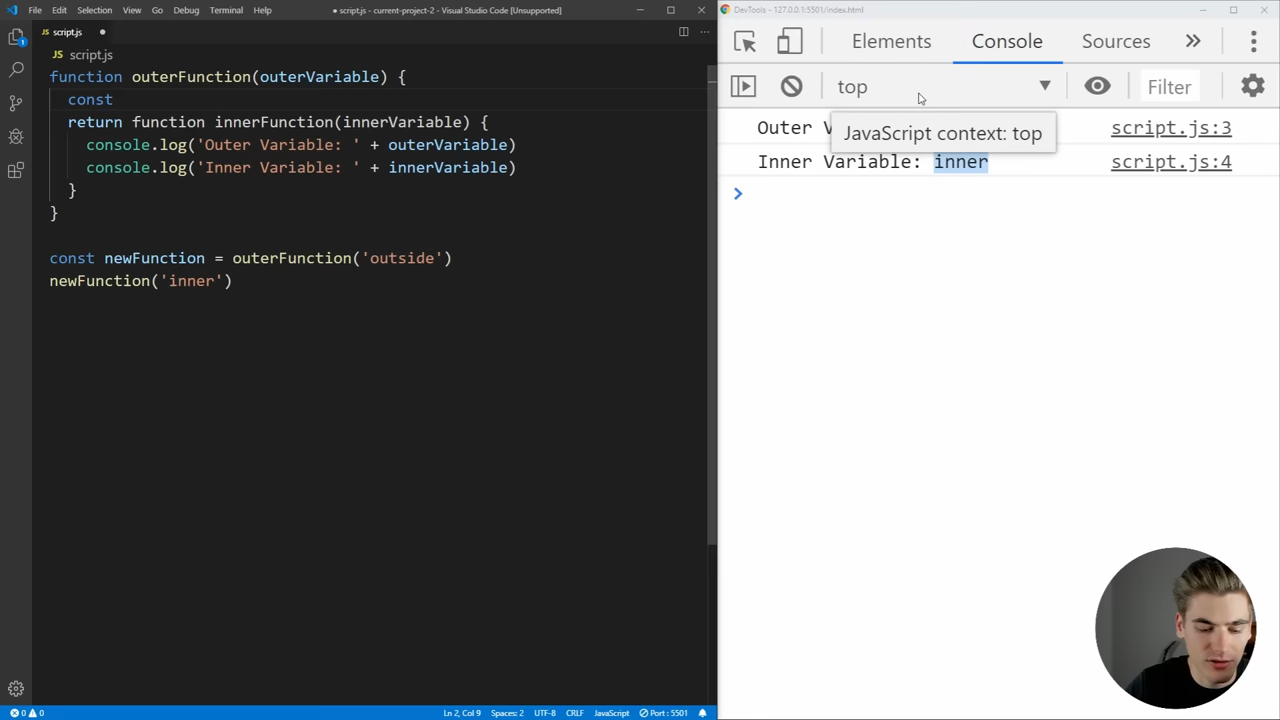 File Edit Selection View Go Debug Terminal Help
● script.js - current-project-2 - Visual Studio Code [Unsupported]
JS script.js ●
JS script.js
function outerFunction(outerVariable) {
const
return function innerFunction(innerVariable) {
console.log('Outer Variable: ' + outerVariable)
console.log('Inner Variable: ' + innerVariable)
}
}
const newFunction = outerFunction('outside')
newFunction('inner')
1
0 0 Ln 2, Col 9 Spaces: 2 UTF-8 CRLF JavaScript Port : 5501
DevTools - 127.0.0.1:5501/index.html
Elements Console Sources
top Filter
Outer V script.js:3
JavaScript context: top
Inner Variable: inner script.js:4